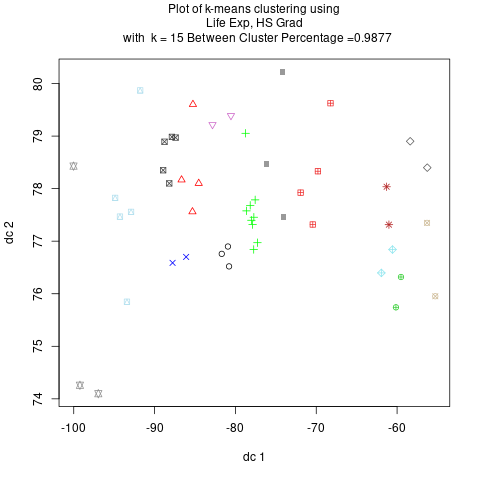 Plot of k-means clustering using
Life Exp, HS Grad
with  k = 15 Between Cluster Percentage =0.9877
80
79
78
77
76
75
74
dc 2
-100
-90
-80
-70
-60
dc 1